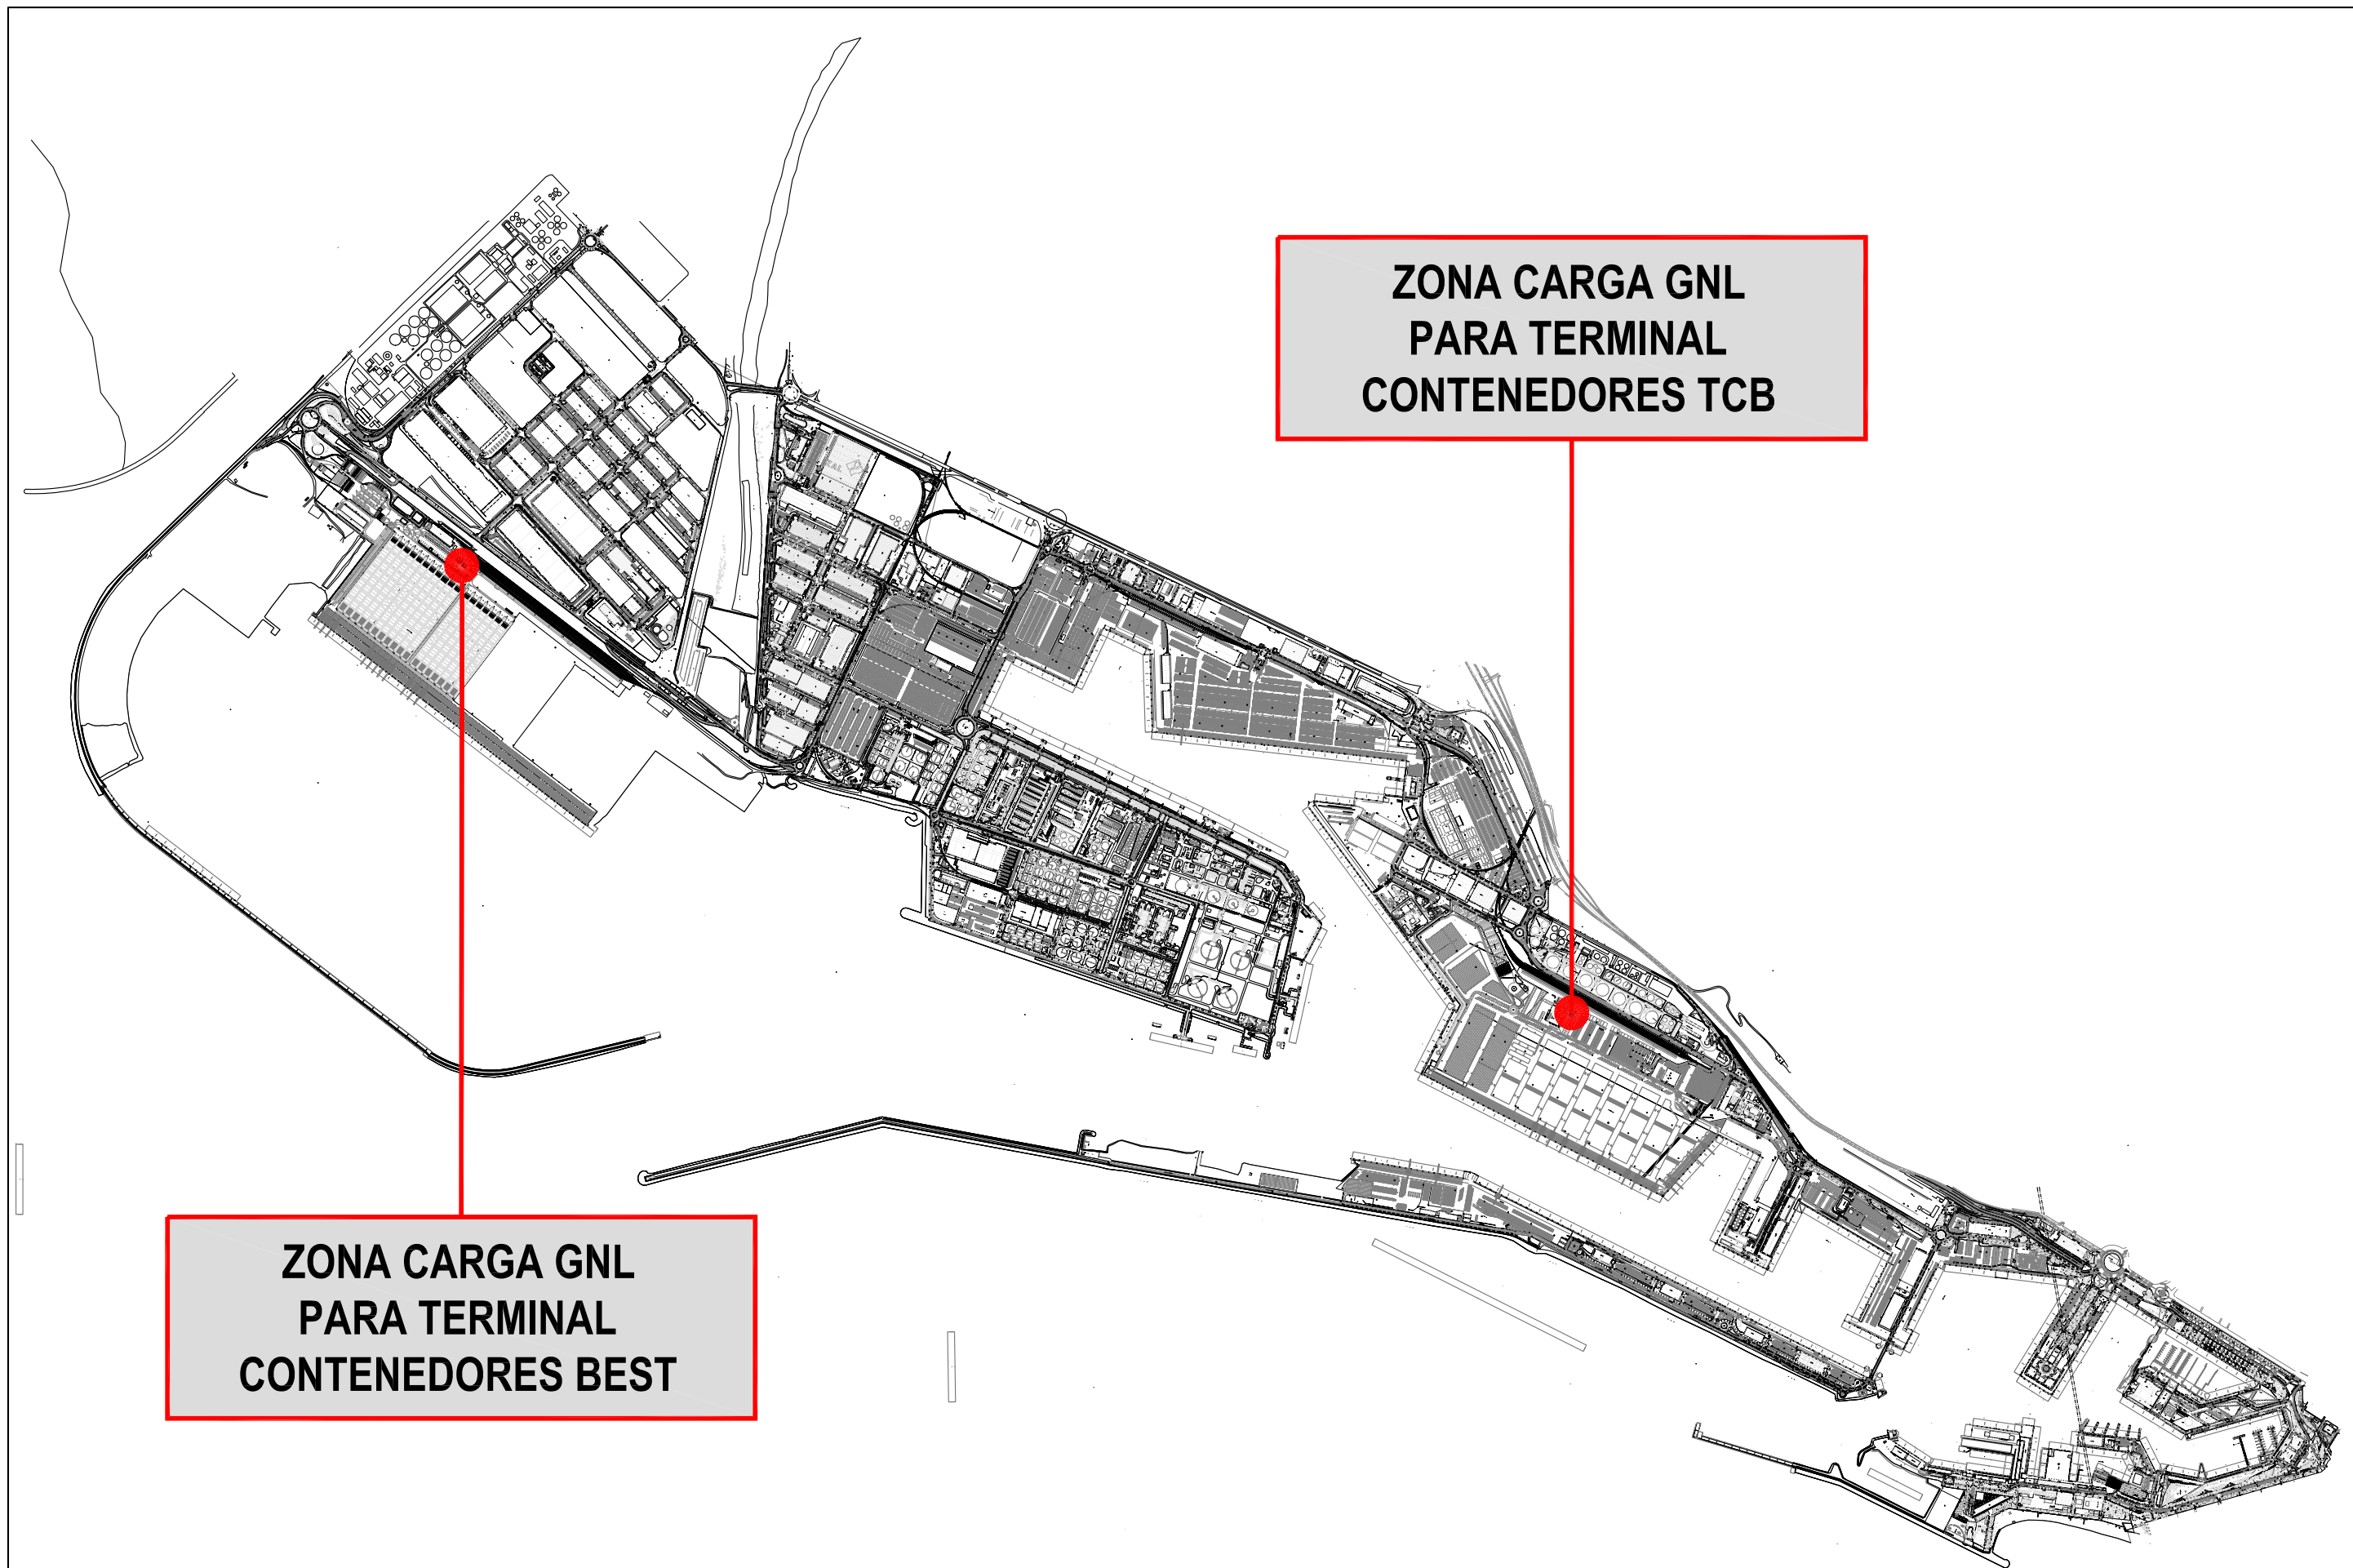 ZONA CARGA GNL
PARA TERMINAL
CONTENEDORES TCB
ZONA CARGA GNL
PARA TERMINAL
CONTENEDORES BEST